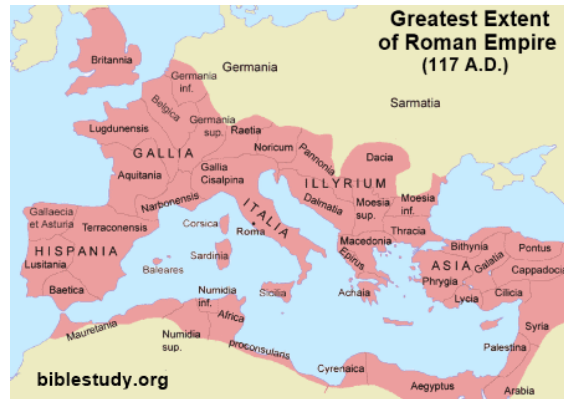 Greatest Extent
of Roman Empire
(117 A.D.)
Britannia
Germania
inf.
Germania
Belgica
Sarmatia
Lugdunensis
Germania
sup.
Raetia
Noricum
Pannonia
Dacia
GALLIA
Aquitania
Gallia
Cisalpina
ILLYRIUM
Dalmatia
Moesia
sup.
Moesia
inf.
Narbonensis
Gallaecia
et Asturia
Terraconensis
Corsica
ITALIA
Roma
Thracia
Macedonia
Epirus
Bithynia
Pontus
HISPANIA
Lusitania
Baetica
Baleares
Sardinia
ASIA
Galatia
Cappadocia
Phrygia
Lycia
Cilicia
Sicilia
Achaia
Numidia
inf.
Africa
Mauretania
Numidia
sup.
proconsularis
Syria
Palestina
Cyrenaica
Aegyptus
Arabia
biblestudy.org